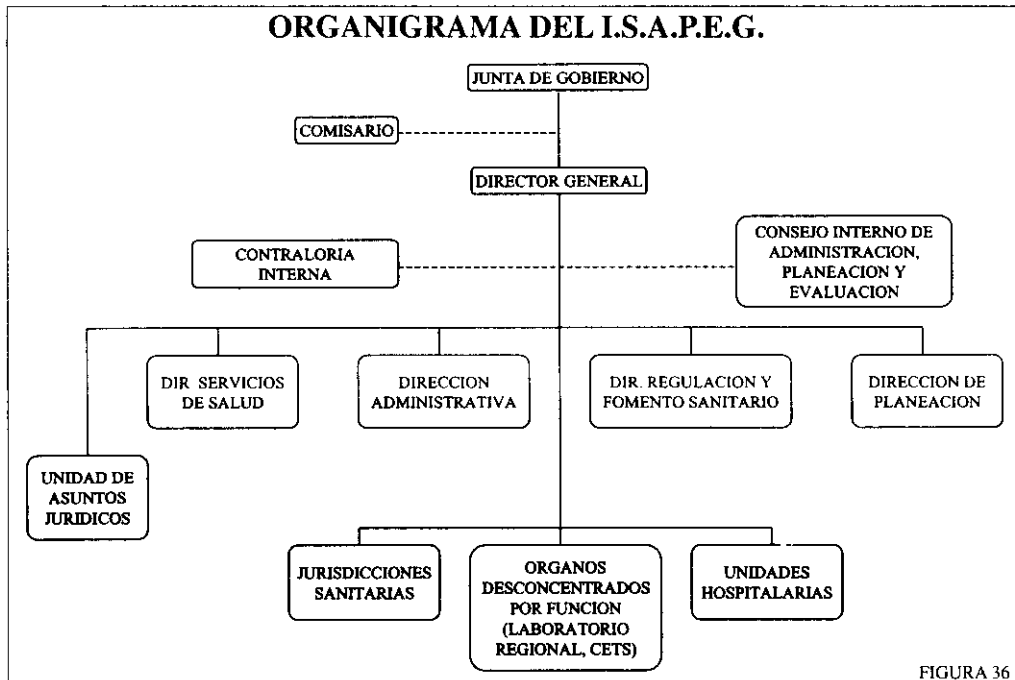 ORGANIGRAMA DEL I.S.A.P.E.G.
JUNTA DE GOBIERNO
COMISARIO
DIRECTOR GENERAL
CONTRALORIA
INTERNA
CONSEJO INTERNO DE
ADMINISTRACION,
PLANEACION Y
EVALUACION
DIR SERVICIOS
DE SALUD
DIRECCION
ADMINISTRATIVA
DIR. REGULACION Y
FOMENTO SANITARIO
DIRECCION DE
PLANEACION
UNIDAD DE
ASUNTOS
JURIDICOS
JURISDICCIONES
SANITARIAS
ORGANOS
DESCONCENTRADOS
POR FUNCION
(LABORATORIO
REGIONAL, CETS)
UNIDADES
HOSPITALARIAS
FIGURA 36